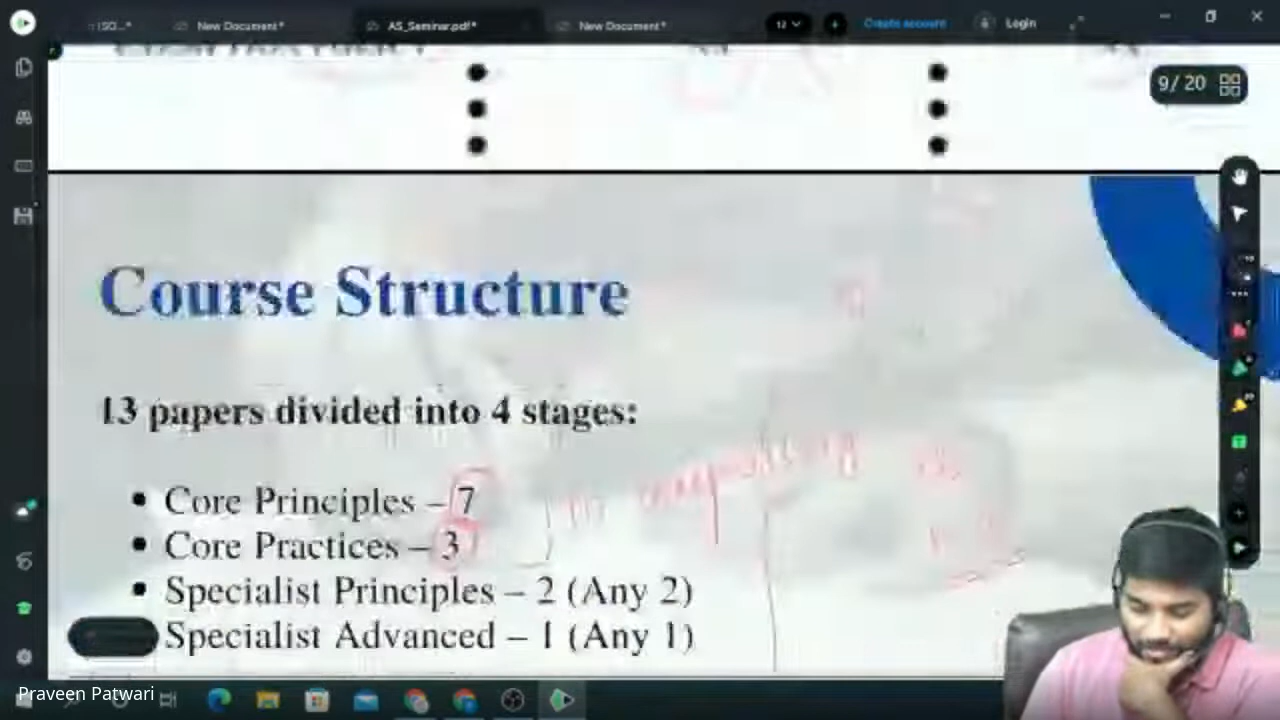 New Document*
AS_Seminar.pdf*
New Document*
12
Create account
Login
9/ 20
Course Structure
13 papers divided into 4 stages:
• Core Principles – 7
• Core Practices – 3
• Specialist Principles – 2 (Any 2)
Specialist Advanced – 1 (Any 1)
Praveen Patwari